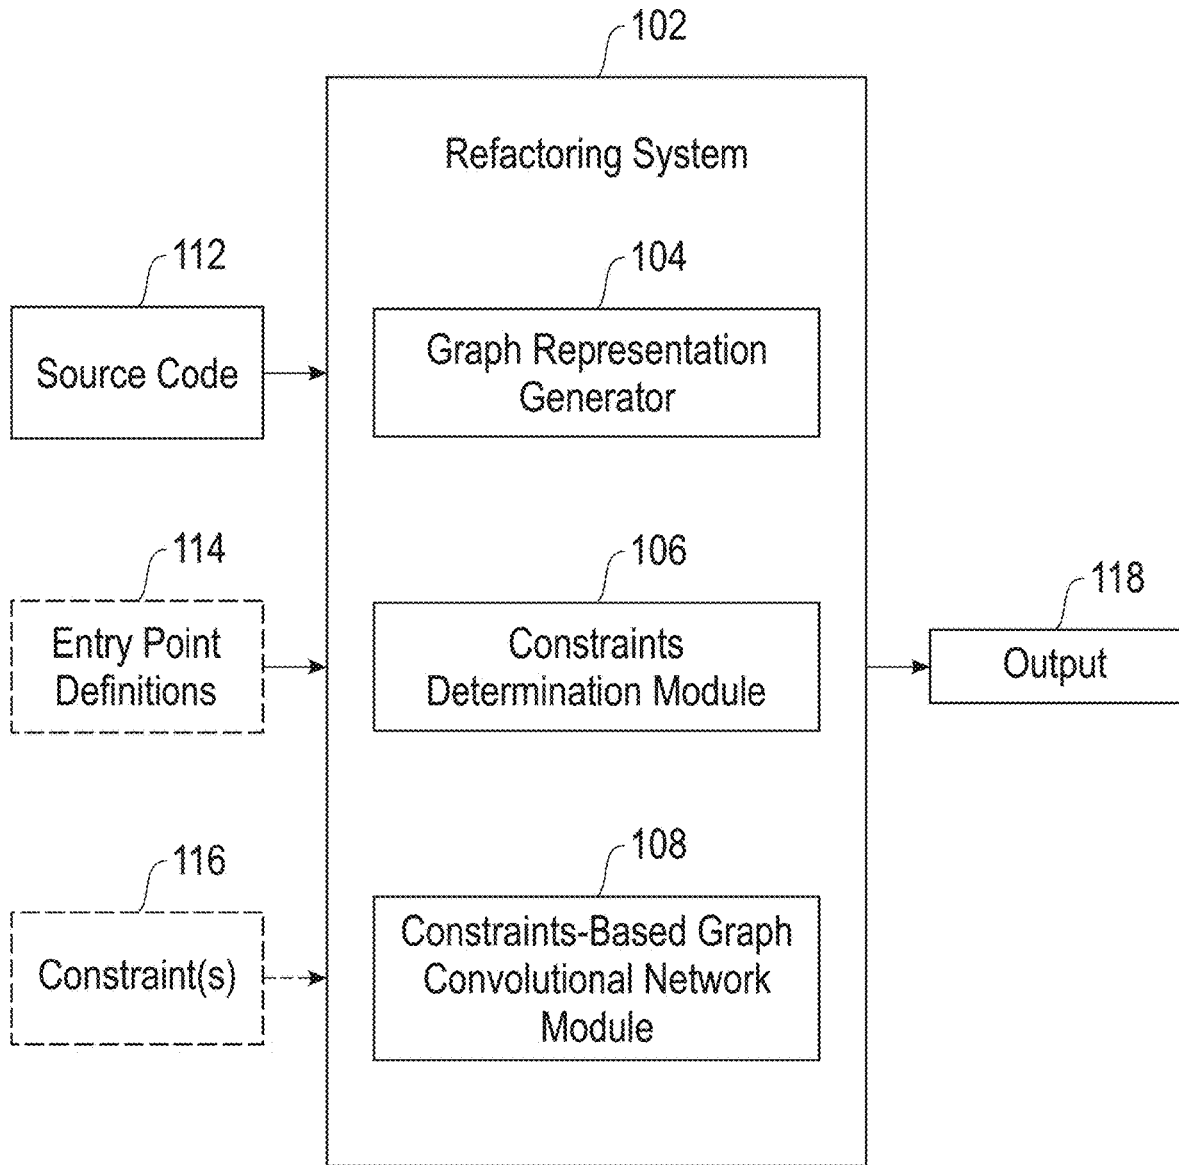 102
Refactoring System
112
104
Source Code
Graph Representation
Generator
114
106
118
Entry Point
Definitions
Constraints
Determination Module
Output
116
108
Constraint(s)
Constraints-Based Graph
Convolutional Network
Module